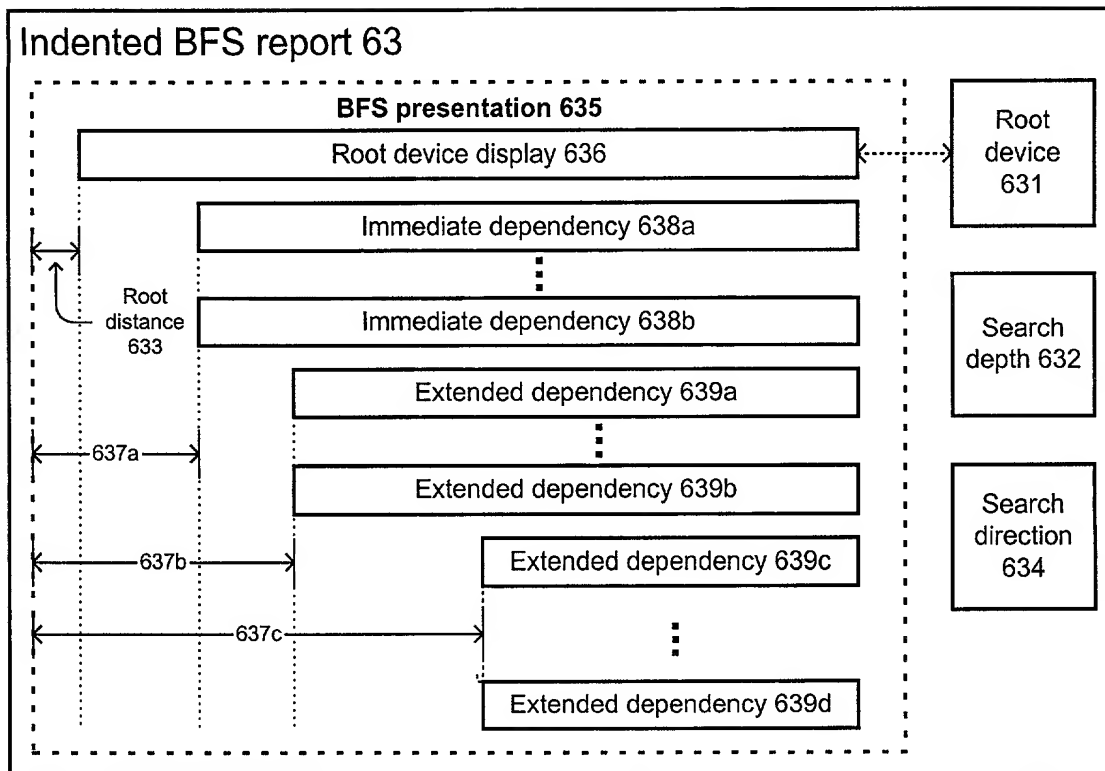 Indented BFS report 63
BFS presentation 635
Root device display 636
Root
device
631
Immediate dependency 638a
Root
distance
633
Immediate dependency 638b
Search
depth 632
Extended dependency 639a
637a
Extended dependency 639b
Search
direction
634
637b
Extended dependency 639c
637c
Extended dependency 639d